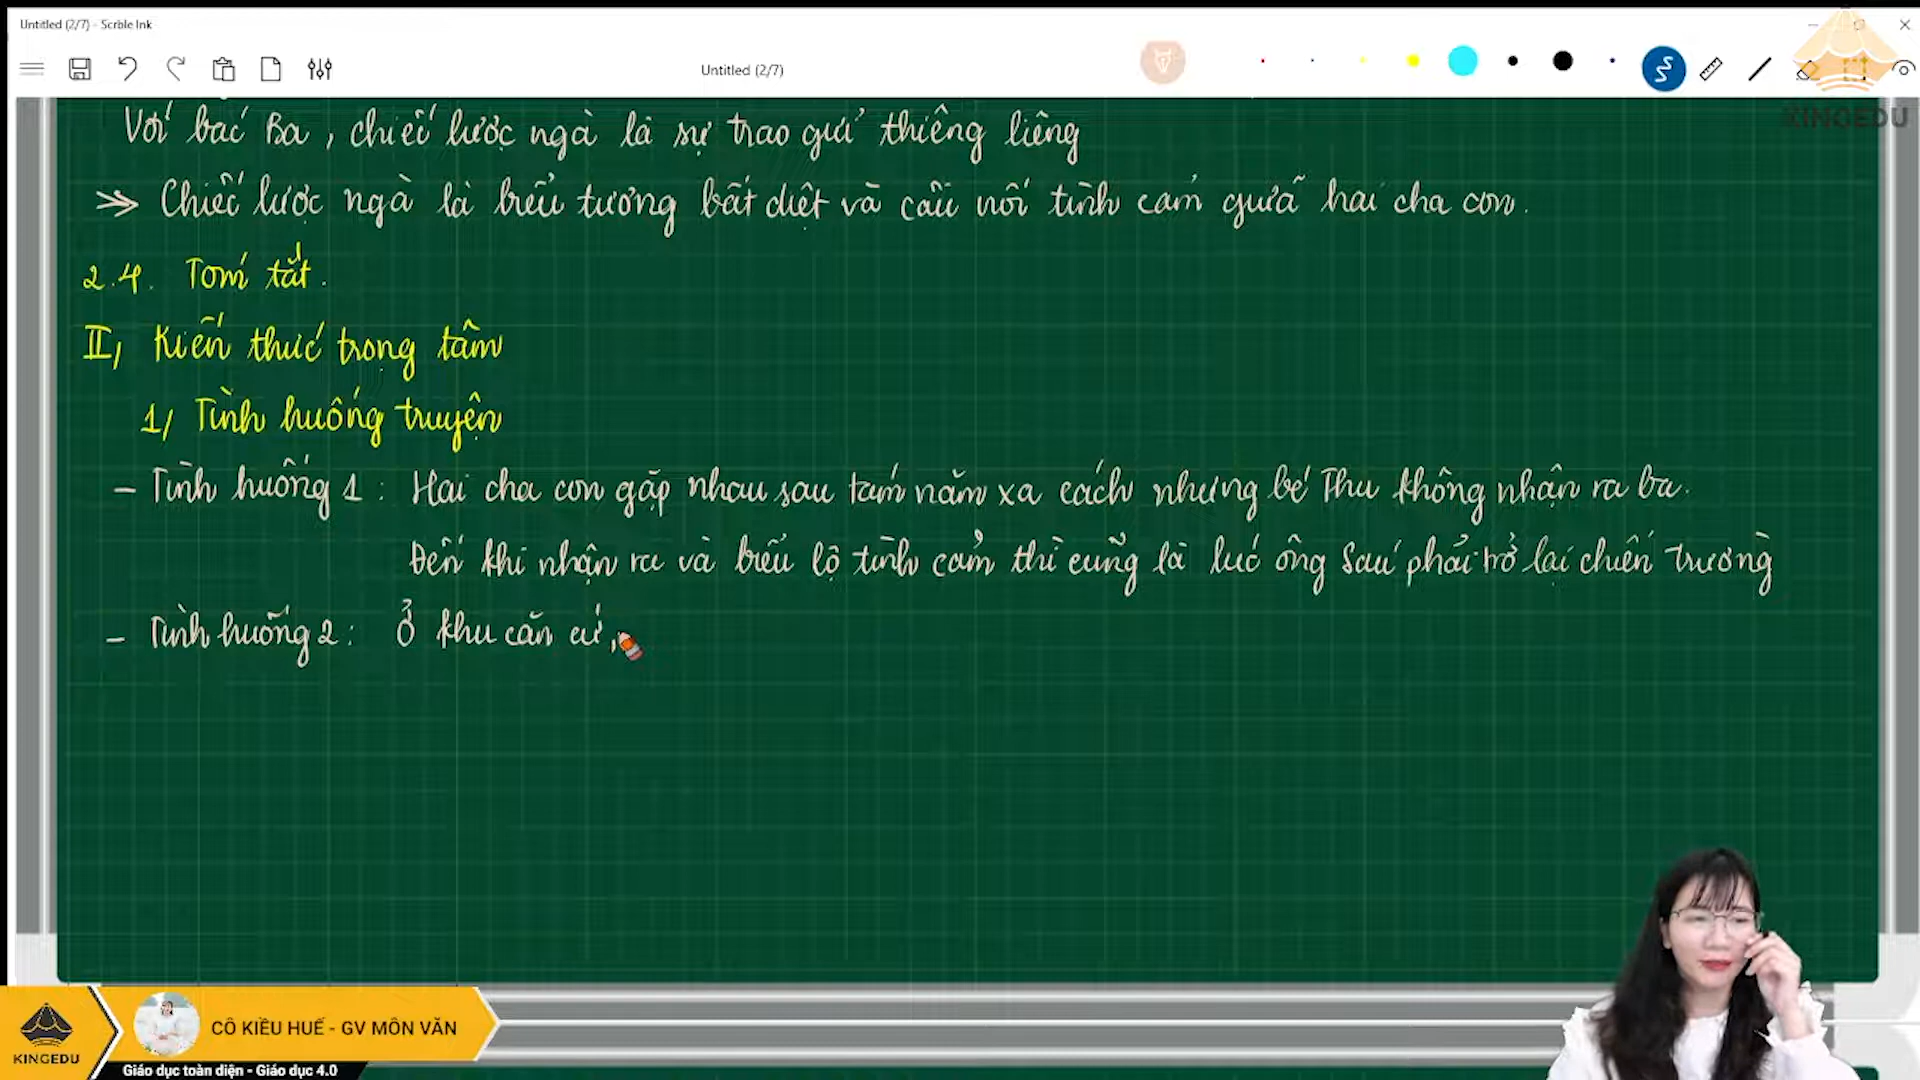 Untitled (2/7) - Scrble Ink
Untitled (2/7)
KINGEDU
Với bác Ba, chiếc lược ngà là sự trao gửi thiêng liêng
>> Chiếc lược ngà là biểu tượng bất diệt và cầu nối tình cảm giữa hai cha con.
2.4. Tóm tắt.
II, Kiến thức trọng tâm
1, Tình huống truyện
- Tình huống 1: Hai cha con gặp nhau sau tám năm xa cách nhưng bé Thu không nhận ra ba.
Đến khi nhận ra và biểu lộ tình cảm thì cũng là lúc ông Sáu phải trở lại chiến trường
- Tình huống 2: Ở khu căn cứ,
CÔ KIỀU HUẾ - GV MÔN VĂN
KINGEDU
Giáo dục toàn diện - Giáo dục 4.0